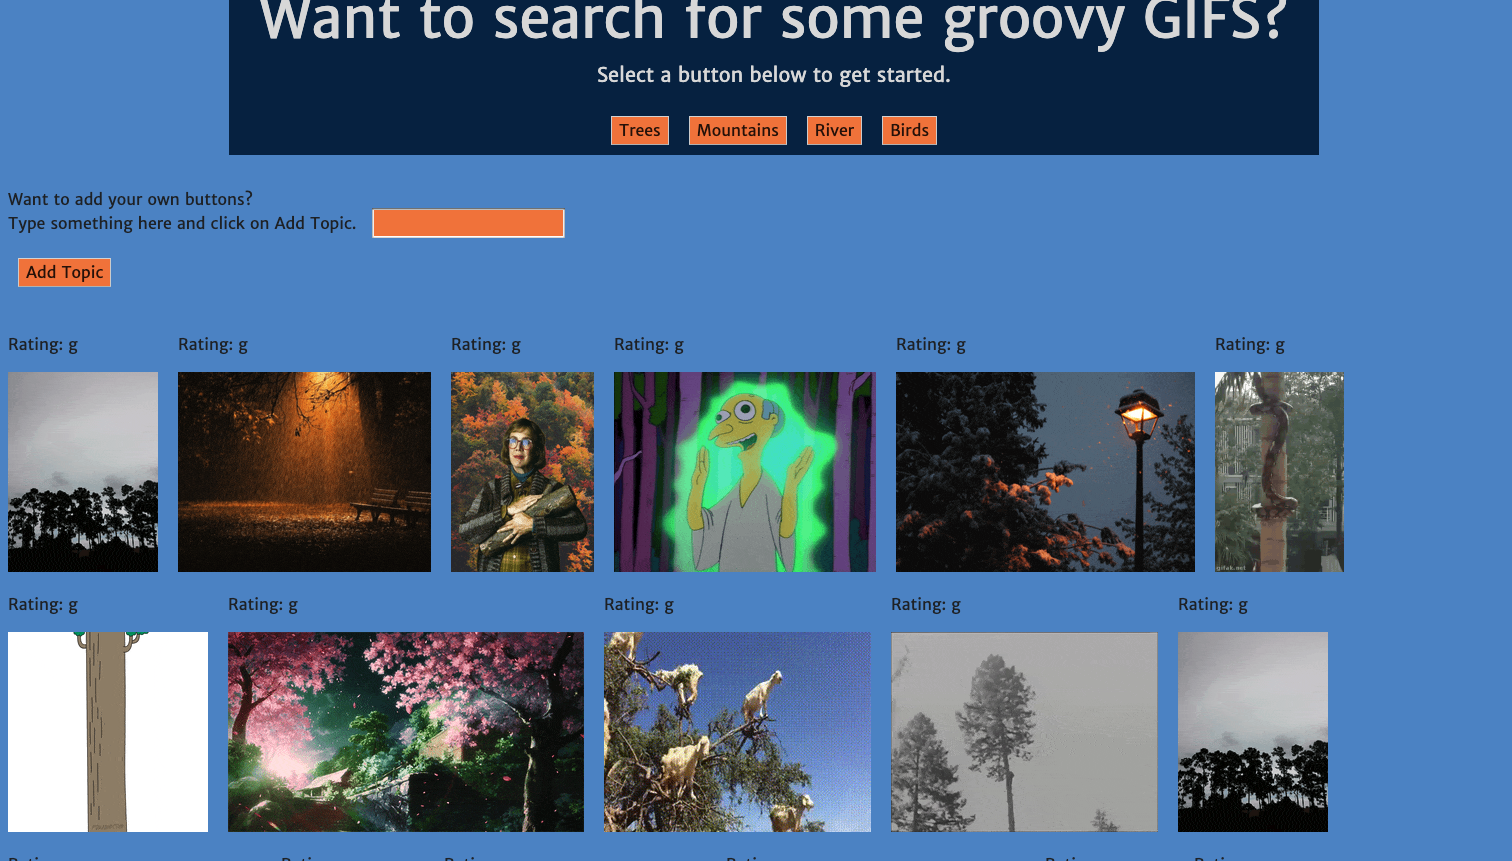 Want to search for some groovy GIFS?
Select a button below to get started.
Trees Mountains River Birds
Want to add your own buttons?
Type something here and click on Add Topic.
Add Topic
Rating: g Rating: g Rating: g Rating: g Rating: g Rating: g
gifak.net
Rating: g Rating: g Rating: g Rating: g Rating: g